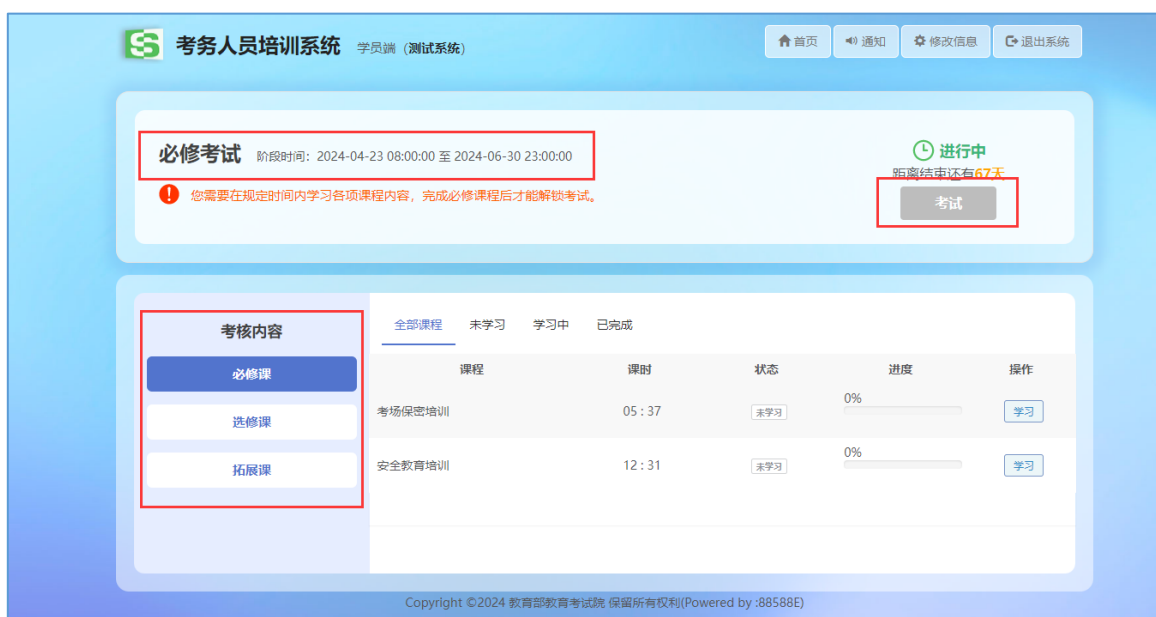 考务人员培训系统 学员端（测试系统）
首页 通知 修改信息 退出系统
必修考试 阶段时间：2024-04-23 08:00:00 至 2024-06-30 23:00:00
您需要在规定时间内学习各项课程内容，完成必修课程后才能解锁考试。
进行中
距离结束还有67天
考试
考核内容
必修课
选修课
拓展课
全部课程 未学习 学习中 已完成
课程 课时 状态 进度 操作
考场保密培训 05 : 37 未学习 0% 学习
安全教育培训 12 : 31 未学习 0% 学习
Copyright ©2024 教育部教育考试院 保留所有权利(Powered by :88588E)